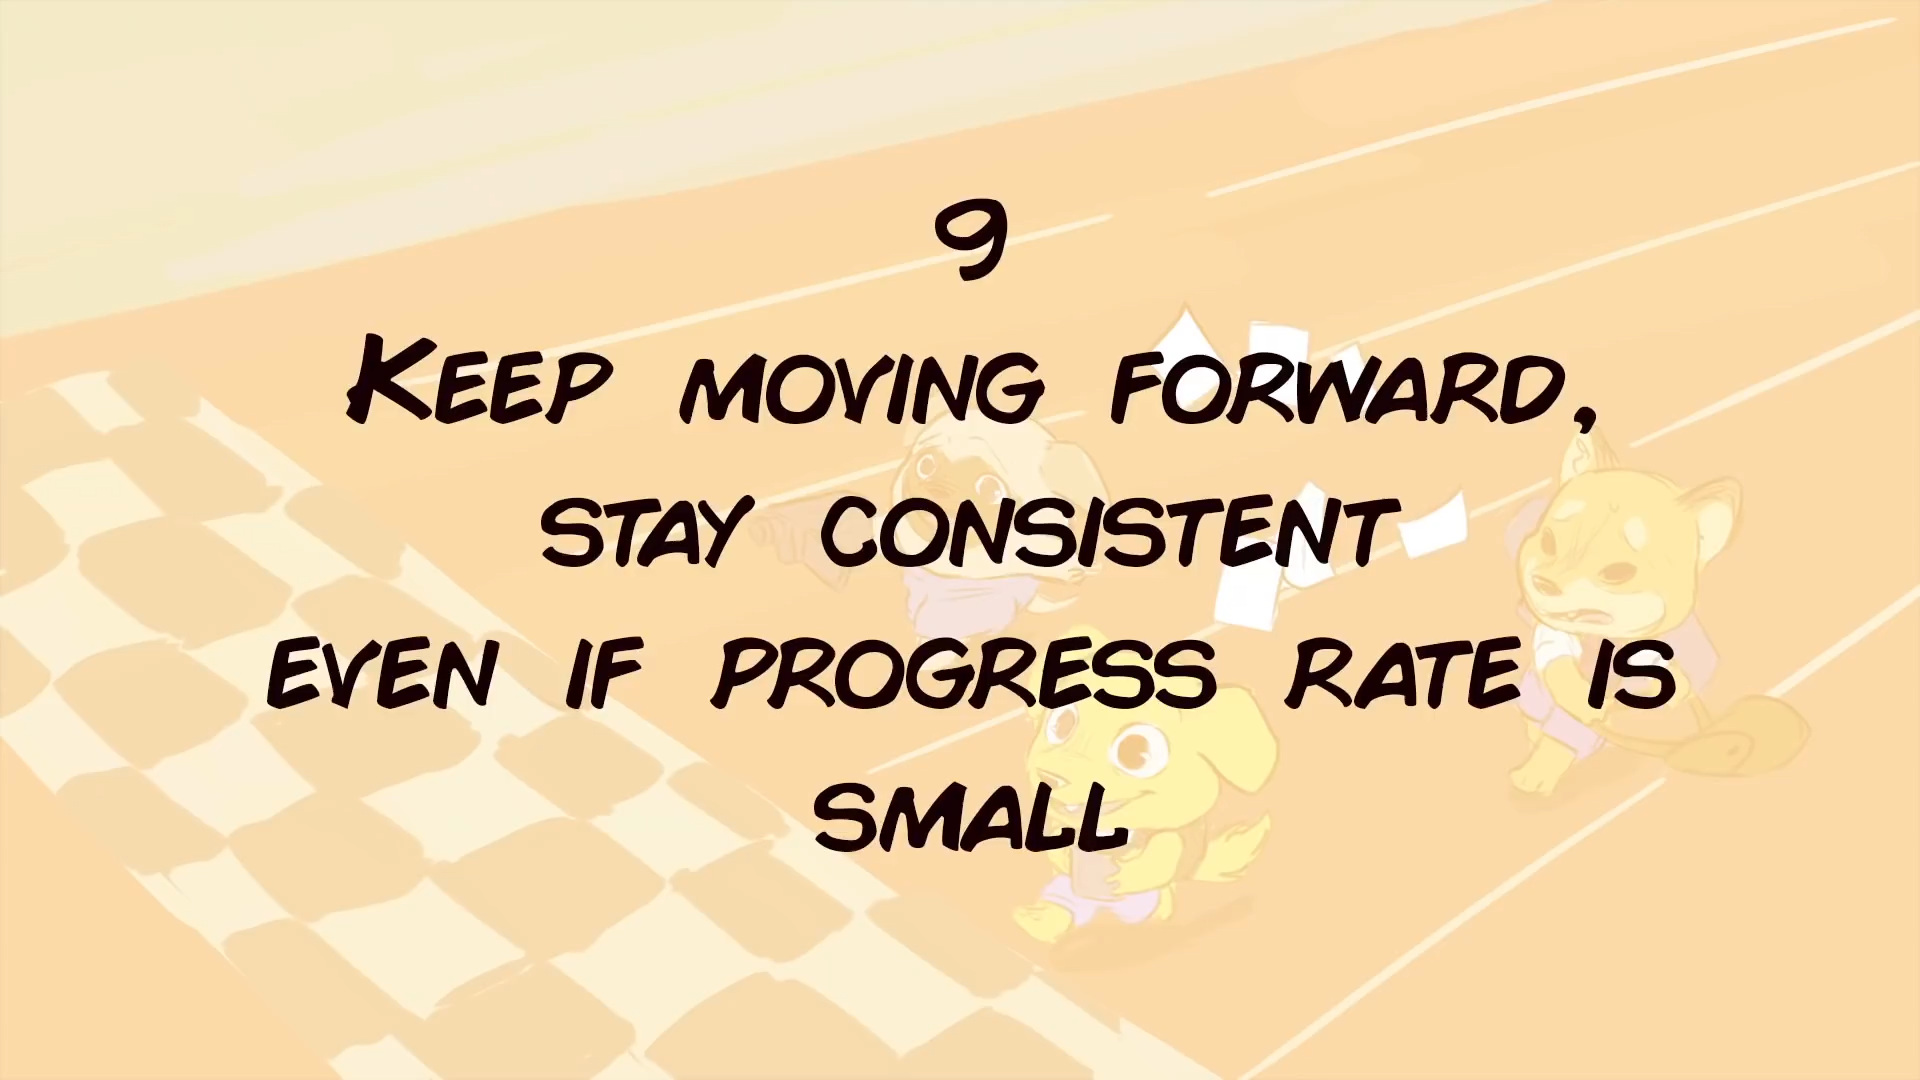 9
Keep moving forward,
stay consistent
even if progress rate is
small